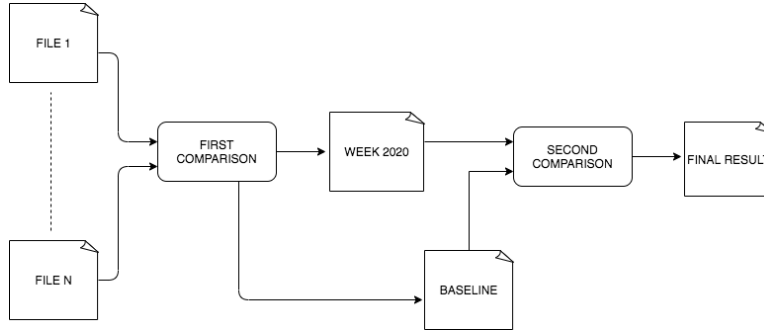 FILE 1
FIRST
COMPARISON
WEEK 2020
SECOND
COMPARISON
FINAL RESULT
FILE N
BASELINE